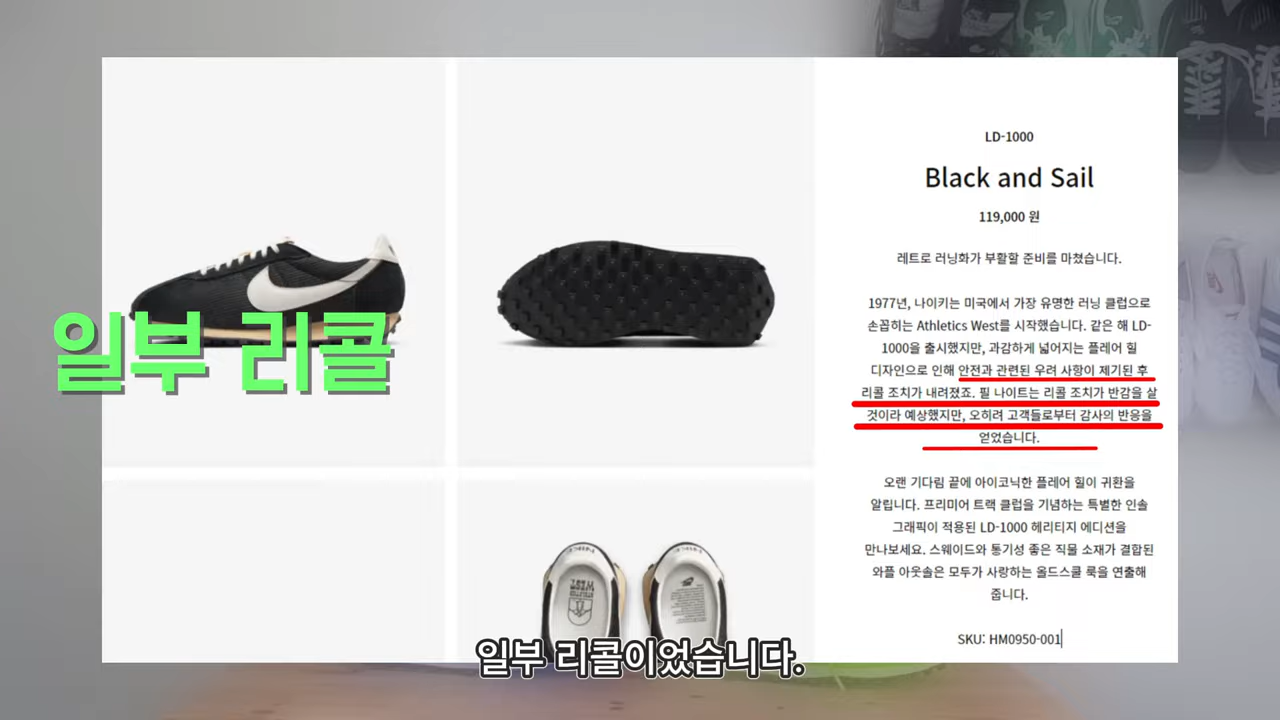 LD-1000
Black and Sail
119,000 원
레트로 러닝화가 부활할 준비를 마쳤습니다.
1977년, 나이키는 미국에서 가장 유명한 러닝 클럽으로
손꼽히는 Athletics West를 시작했습니다. 같은 해 LD-
1000을 출시했지만, 과감하게 넓어지는 플레어 힐
디자인으로 인해 안전과 관련된 우려 사항이 제기된 후
리콜 조치가 내려졌죠. 필 나이트는 리콜 조치가 반감을 살
것이라 예상했지만, 오히려 고객들로부터 감사의 반응을
얻었습니다.
오랜 기다림 끝에 아이코닉한 플레어 힐이 귀환을
알립니다. 프리미어 트랙 클럽을 기념하는 특별한 인솔
그래픽이 적용된 LD-1000 헤리티지 에디션을
만나보세요. 스웨이드와 통기성 좋은 직물 소재가 결합된
와플 아웃솔은 모두가 사랑하는 올드스쿨 룩을 연출해
줍니다.
SKU: HM0950-001
일부 리콜
일부 리콜이었습니다.